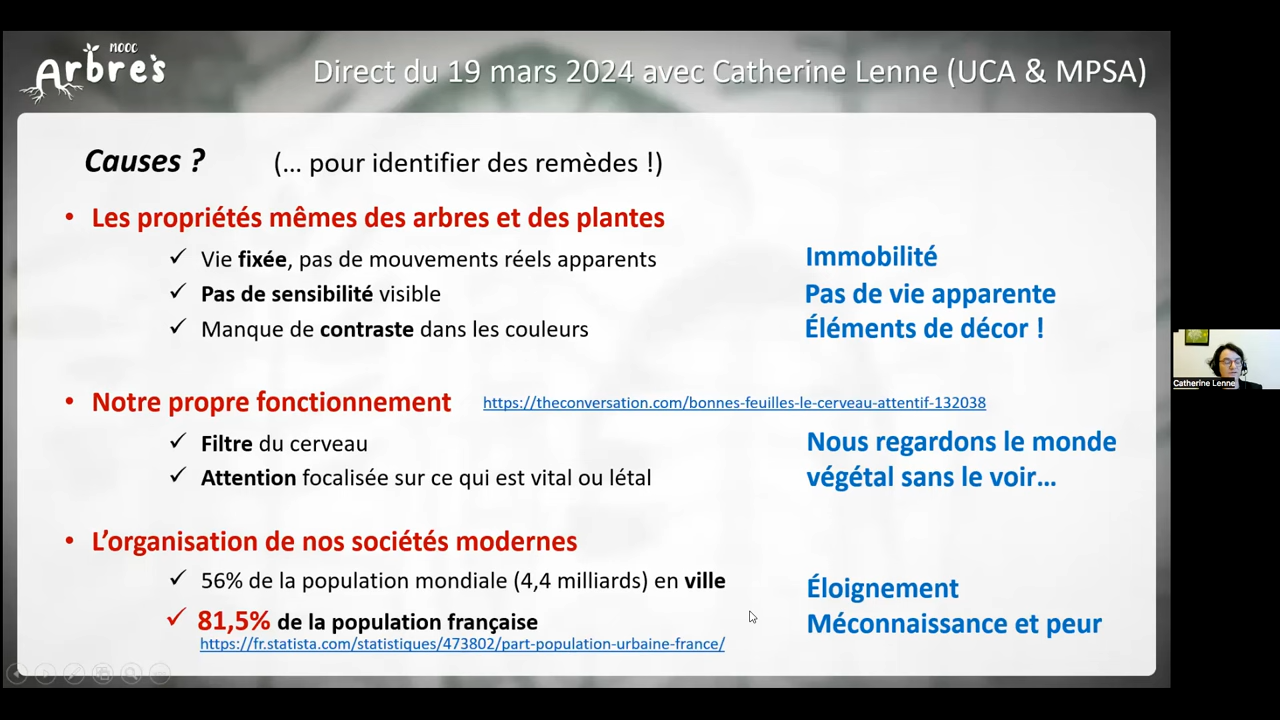 MOOC
Arbres
Direct du 19 mars 2024 avec Catherine Lenne (UCA & MPSA)
Causes ? (… pour identifier des remèdes !)
• Les propriétés mêmes des arbres et des plantes
✓ Vie fixée, pas de mouvements réels apparents
Immobilité
✓ Pas de sensibilité visible
Pas de vie apparente
✓ Manque de contraste dans les couleurs
Éléments de décor !
• Notre propre fonctionnement https://theconversation.com/bonnes-feuilles-le-cerveau-attentif-132038
✓ Filtre du cerveau
Nous regardons le monde
✓ Attention focalisée sur ce qui est vital ou létal
végétal sans le voir…
• L’organisation de nos sociétés modernes
✓ 56% de la population mondiale (4,4 milliards) en ville
Éloignement
✓ 81,5% de la population française
Méconnaissance et peur
https://fr.statista.com/statistiques/473802/part-population-urbaine-france/
Catherine Lenne